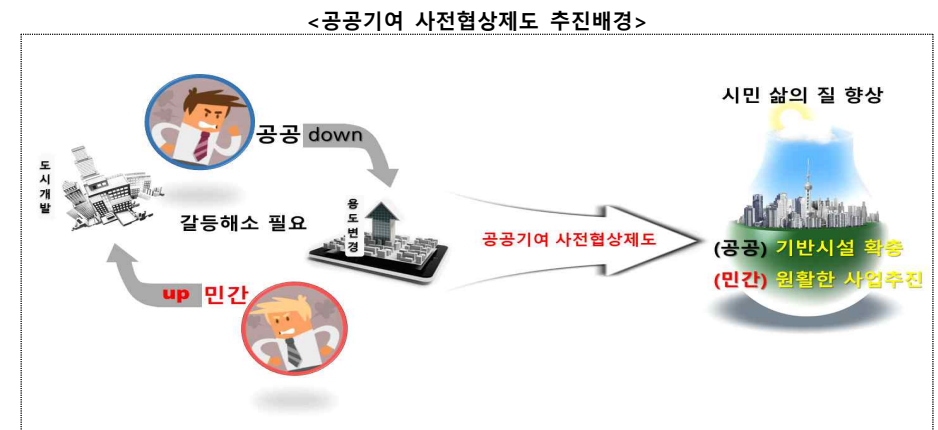 <공공기여 사전협상제도 추진배경>
시민 삶의 질 향상
공공 down
도시개발
용도변경
갈등해소 필요
공공기여 사전협상제도
(공공) 기반시설 확충
(민간) 원활한 사업추진
up 민간